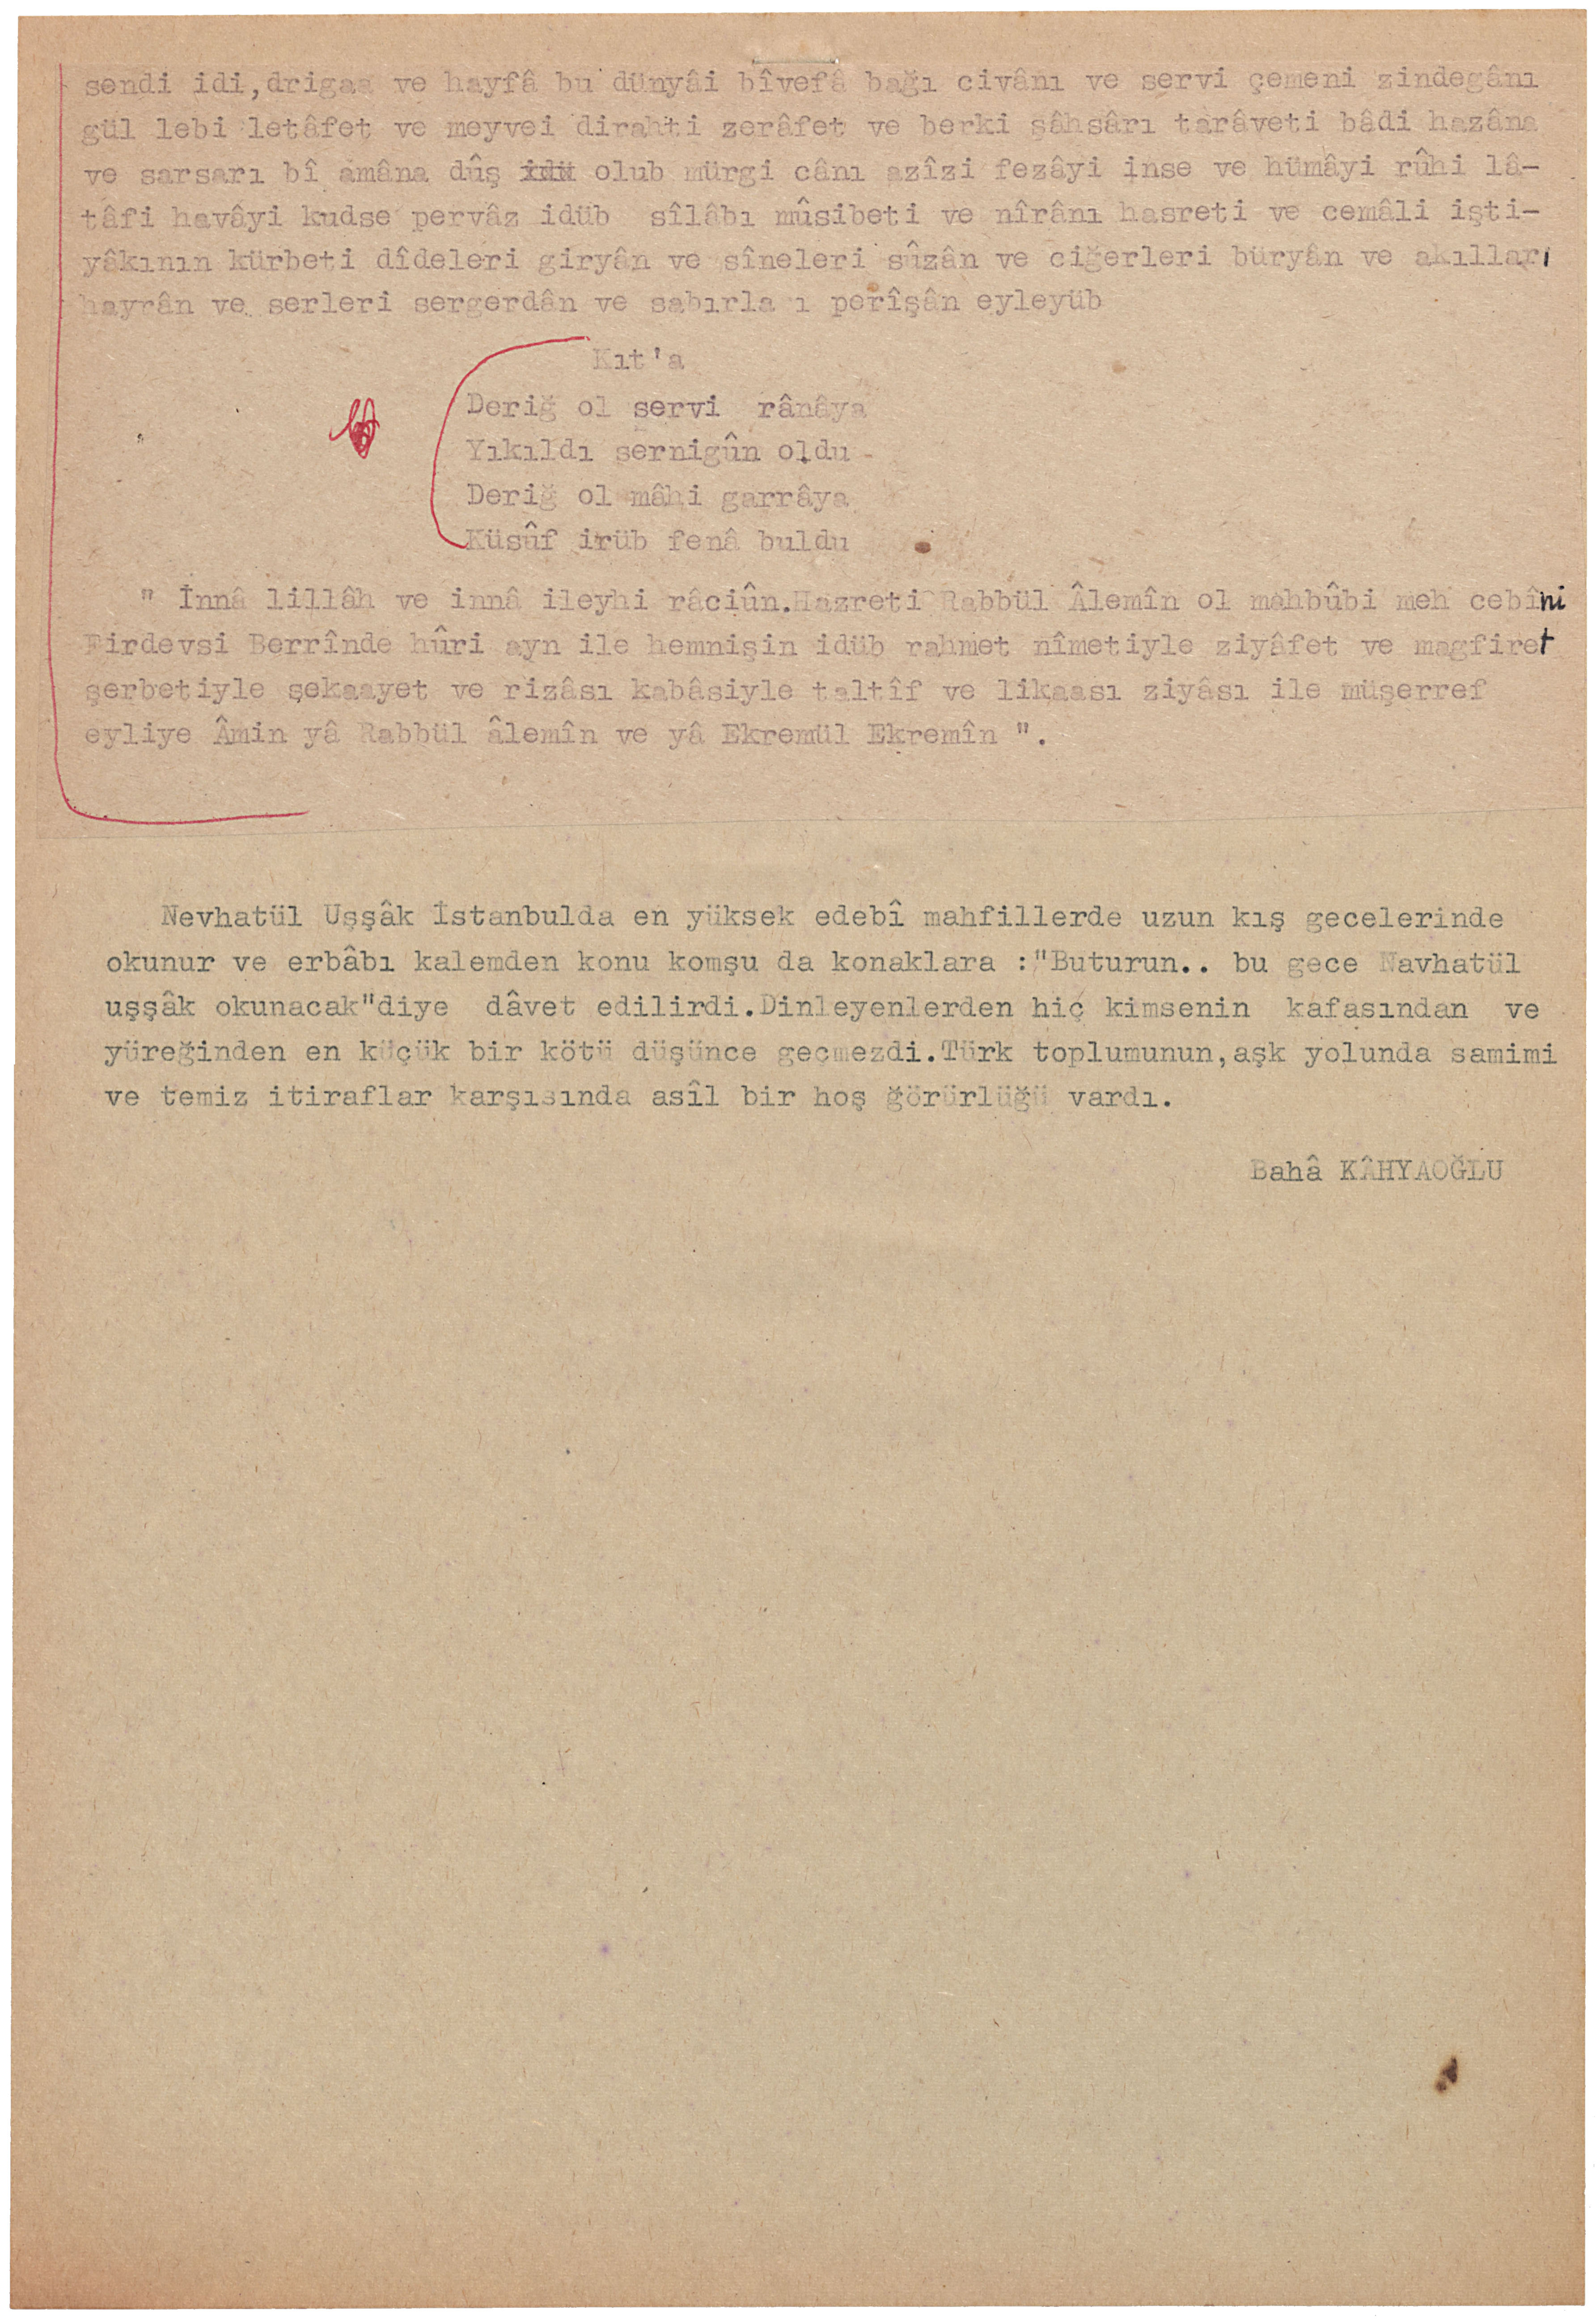 sendi idi,drigaa ve hayfâ bu dünyâi bîvefâ bağı civânı ve servi çemeni zindegânı
gül lebi letâfet ve meyvei dirahti zerâfet ve berki şâhsârı tarâveti bâdi hazâna
ve sarsarı bî amâna dûş olub mürgi cânı azîzi fezâyi inse ve hümâyi rûhi lâ-
tâfi havâyi kudse pervâz idüb sîlâbı mûsibeti ve nîrânı hasreti ve cemâli işti-
yâkının kürbeti dîdeleri giryân ve sîneleri sûzân ve ciğerleri büryân ve akılları
hayrân ve serleri sergerdân ve sabırları perîşân eyleyüb
Kıt'a
Deriğ ol servi rânâya
Yıkıldı sernigûn oldu
Deriğ ol mâhi garrâya
Küsûf irüb fenâ buldu
" İnnâ lillâh ve innâ ileyhi râciûn.Hazreti Rabbül Âlemîn ol mahbûbi meh cebîni
Firdevsi Berrînde hûri ayn ile hemnişin idüb rahmet nîmetiyle ziyâfet ve magfiret
şerbetiyle şekaayet ve rizâsı kabâsiyle taltîf ve likaası ziyâsı ile müşerref
eyliye Âmin yâ Rabbül âlemîn ve yâ Ekremül Ekremîn ".
Nevhatül Uşşâk İstanbulda en yüksek edebî mahfillerde uzun kış gecelerinde
okunur ve erbâbı kalemden konu komşu da konaklara :"Buturun.. bu gece Navhatül
uşşâk okunacak"diye dâvet edilirdi.Dinleyenlerden hiç kimsenin kafasından ve
yüreğinden en küçük bir kötü düşünce geçmezdi.Türk toplumunun,aşk yolunda samimi
ve temiz itiraflar karşısında asîl bir hoş ğörürlüğü vardı.
Bahâ KÂHYAOĞLU